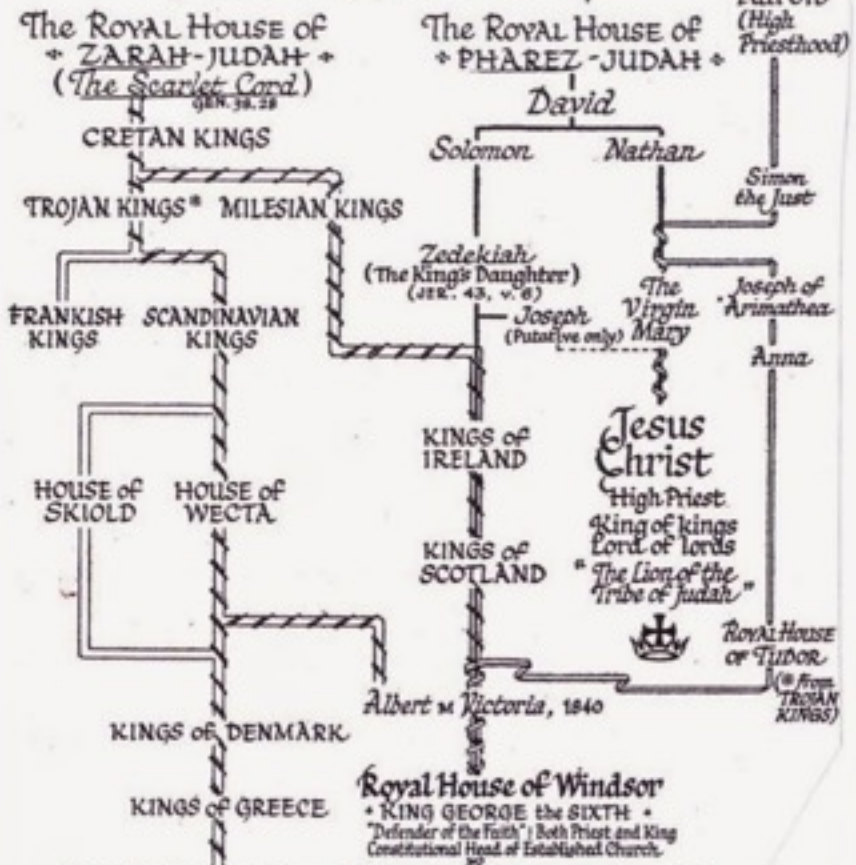 The ROYAL HOUSE of
ZARAH-JUDAH
(The Scarlet Cord)
GEN. 38, 28
CRETAN KINGS
TROJAN KINGS* MILESIAN KINGS
FRANKISH
KINGS
SCANDINAVIAN
KINGS
HOUSE of
SKIOLD
HOUSE of
WECTA
KINGS of DENMARK
KINGS of GREECE
The ROYAL HOUSE of
PHAREZ-JUDAH
David
Solomon
Nathan
Zedekiah
(The King's Daughter)
(JER. 43, v. 6)
Joseph
(Putative only)
The
Virgin
Mary
KINGS of
IRELAND
KINGS of
SCOTLAND
Jesus
Christ
High Priest
King of kings
Lord of lords
"The Lion of the
Tribe of Judah"
Albert M Victoria, 1840
Royal House of Windsor
KING GEORGE the SIXTH
"Defender of the Faith"; Both Priest and King
Constitutional Head of Established Church
(High
Priesthood)
Simon
the Just
Joseph of
Arimathea
Anna
ROYAL HOUSE
OF TUDOR
(* from
TROJAN
KINGS)